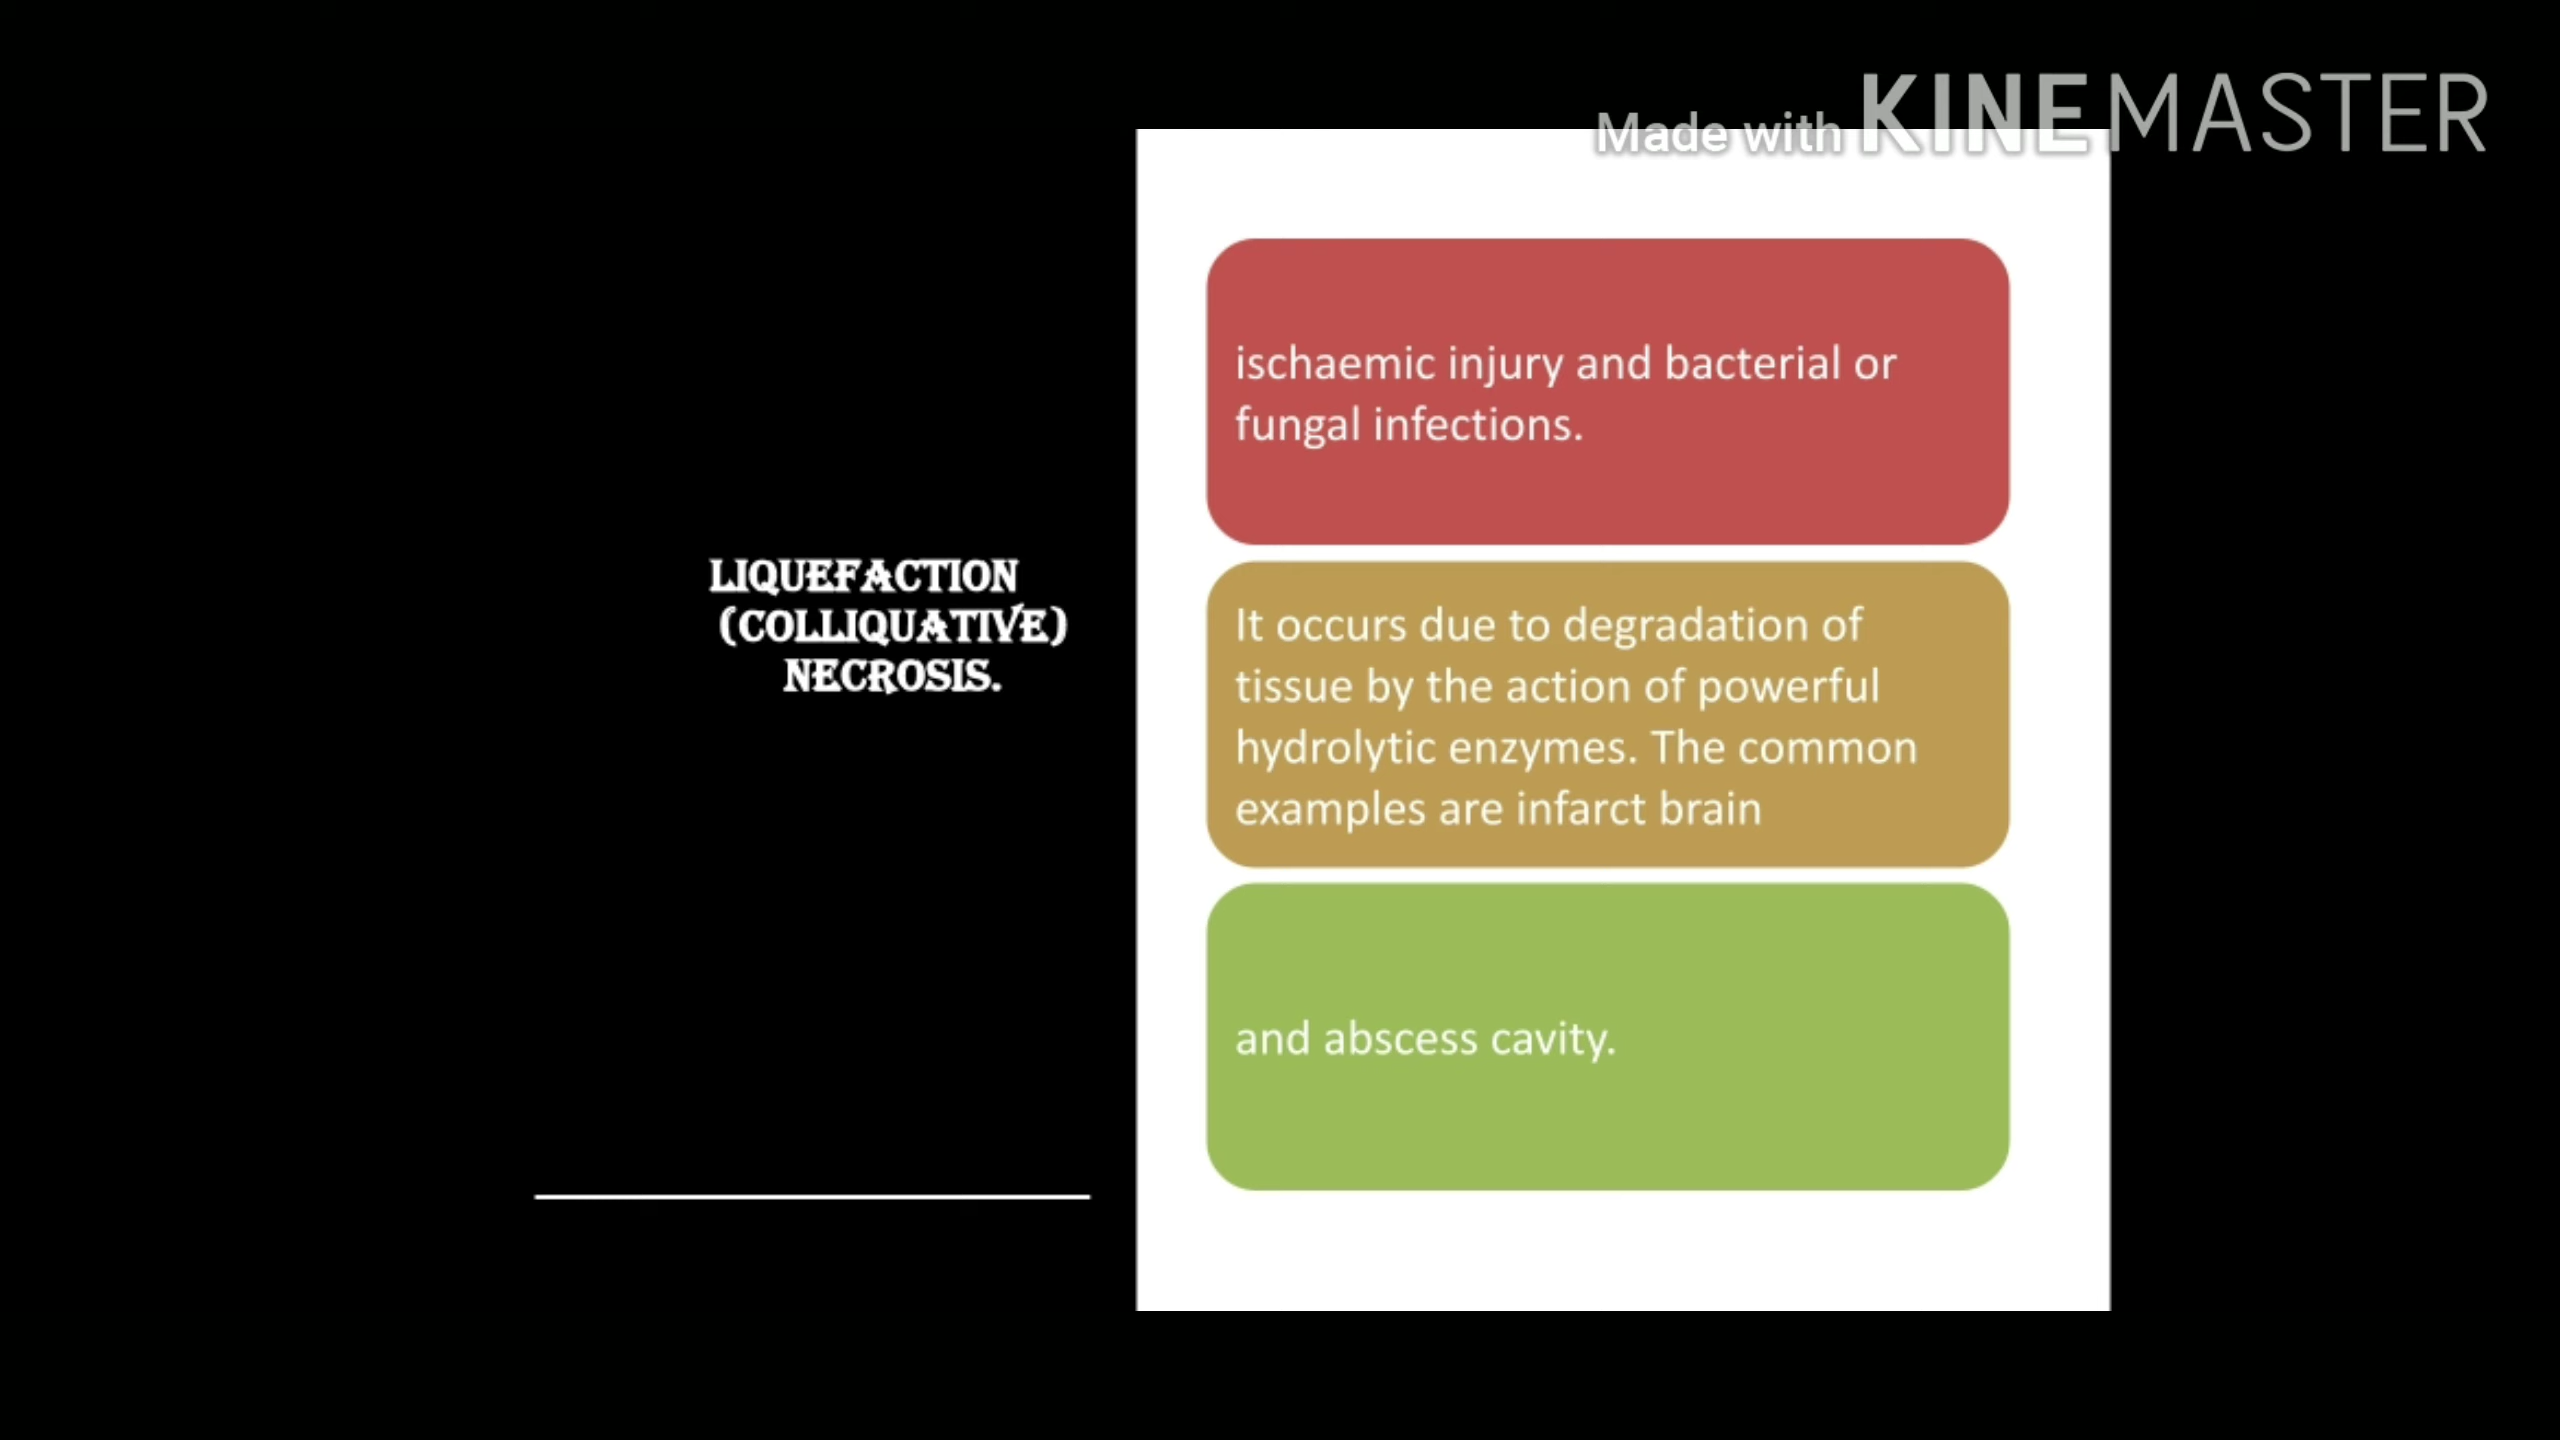 Made with KINEMASTER
LIQUEFACTION
(COLLIQUATIVE)
NECROSIS.
ischaemic injury and bacterial or
fungal infections.
It occurs due to degradation of
tissue by the action of powerful
hydrolytic enzymes. The common
examples are infarct brain
and abscess cavity.